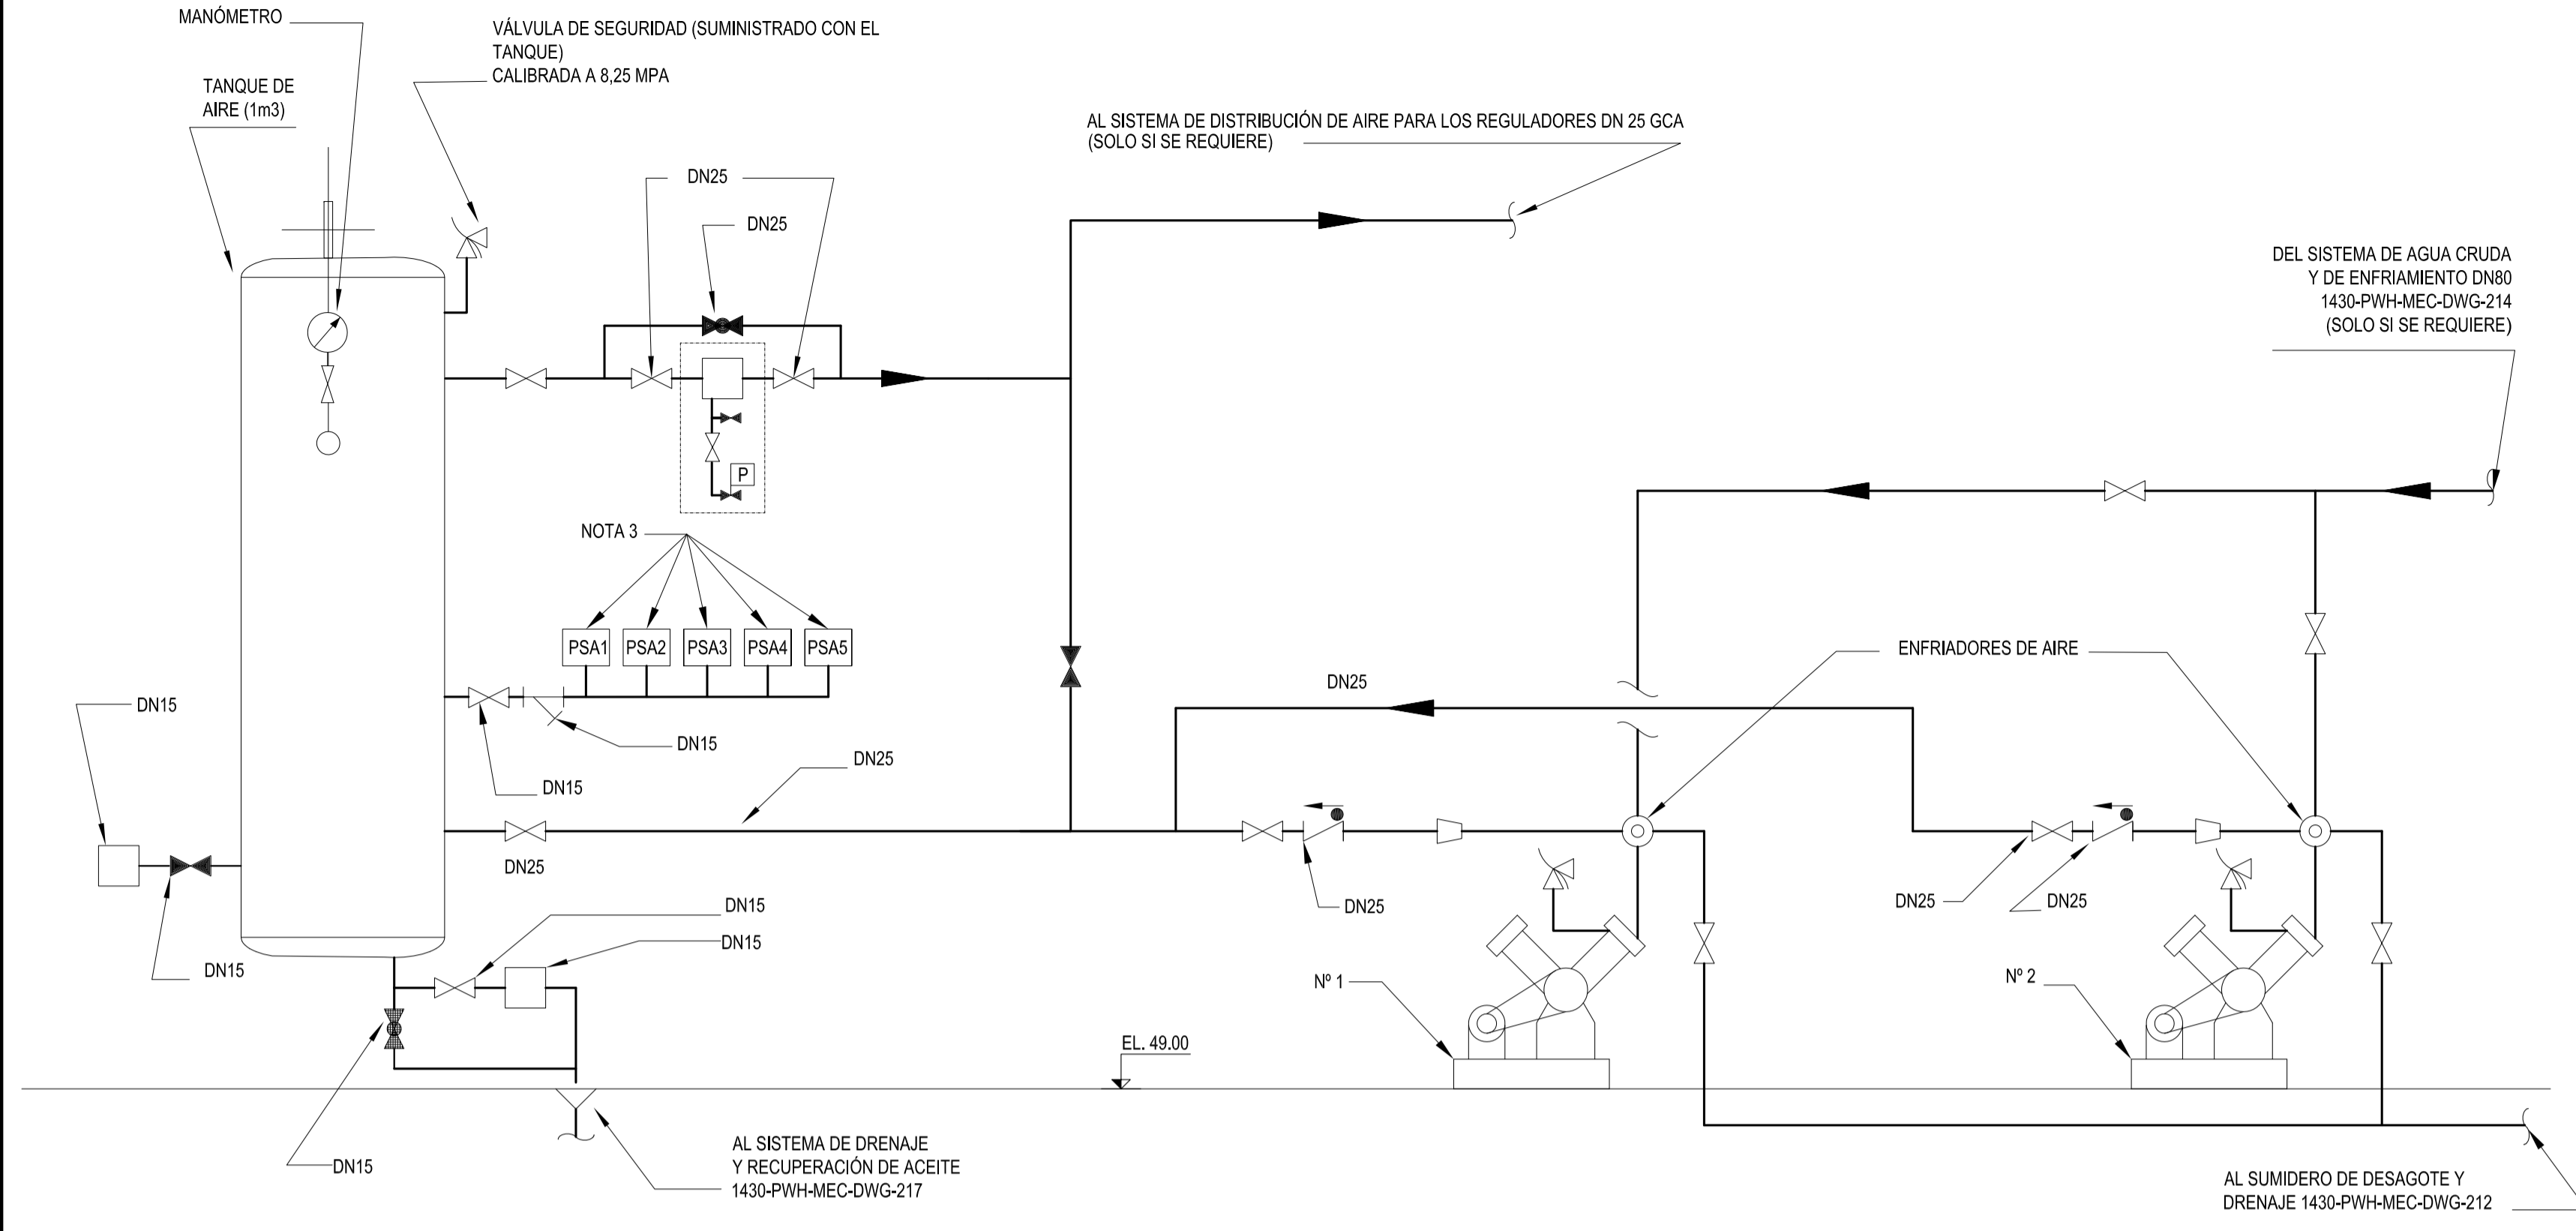 MANÓMETRO
VÁLVULA DE SEGURIDAD (SUMINISTRADO CON EL
TANQUE)
CALIBRADA A 8,25 MPA
TANQUE DE
AIRE (1m3)
AL SISTEMA DE DISTRIBUCIÓN DE AIRE PARA LOS REGULADORES DN 25 GCA
(SOLO SI SE REQUIERE)
DN25
DN25
DEL SISTEMA DE AGUA CRUDA
Y DE ENFRIAMIENTO DN80
1430-PWH-MEC-DWG-214
(SOLO SI SE REQUIERE)
P
NOTA 3
PSA1
PSA2
PSA3
PSA4
PSA5
ENFRIADORES DE AIRE
DN25
DN15
DN15
DN15
DN25
DN25
DN15
DN25
DN25
DN25
DN15
DN15
Nº 1
Nº 2
EL. 49.00
DN15
AL SISTEMA DE DRENAJE
Y RECUPERACIÓN DE ACEITE
1430-PWH-MEC-DWG-217
AL SUMIDERO DE DESAGOTE Y
DRENAJE 1430-PWH-MEC-DWG-212